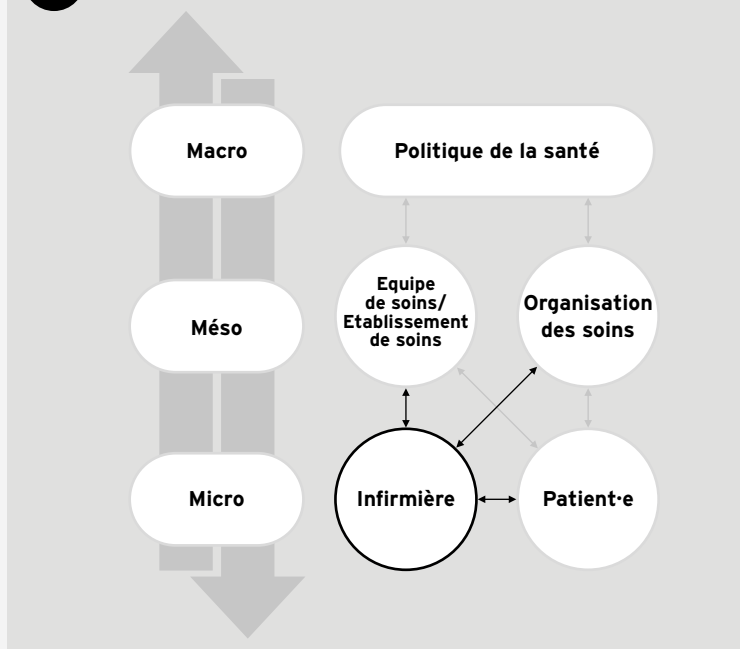 Macro
Politique de la santé
Equipe
de soins/
Etablissement
de soins
Organisation
des soins
Méso
Micro
Infirmière
Patient·e